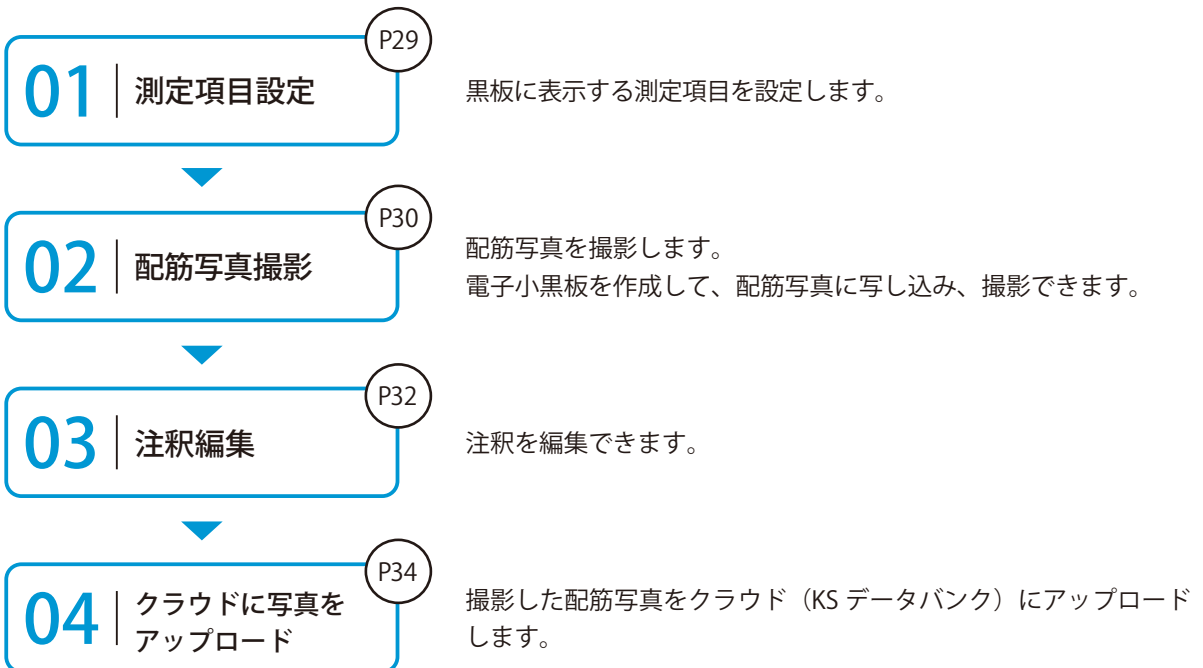 P29
01 測定項目設定
黒板に表示する測定項目を設定します。
P30
02 配筋写真撮影
配筋写真を撮影します。
電子小黒板を作成して、配筋写真に写し込み、撮影できます。
P32
03 注釈編集
注釈を編集できます。
P34
04 クラウドに写真を
アップロード
撮影した配筋写真をクラウド（KS データバンク）にアップロード
します。